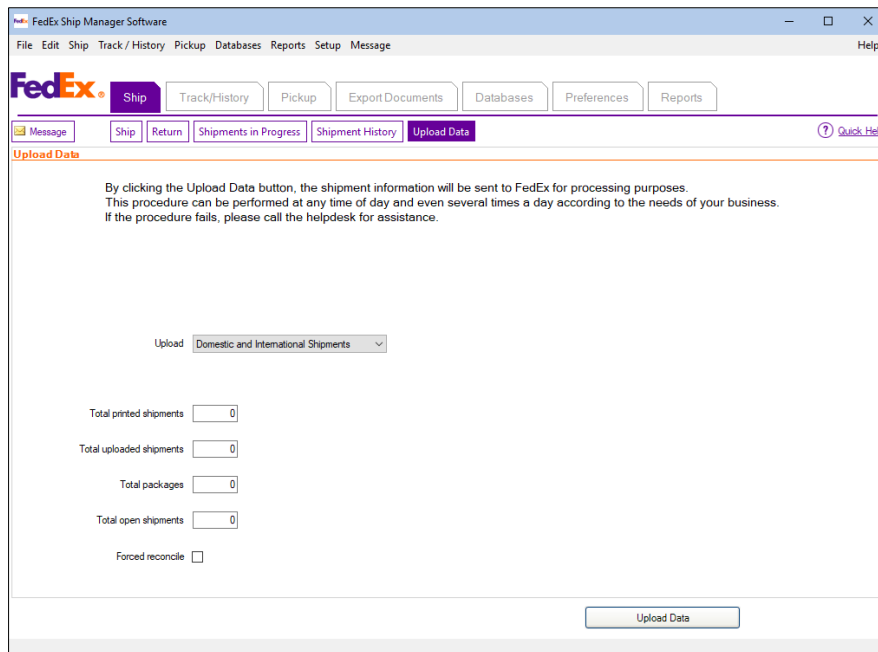 FedEx FedEx Ship Manager Software
File Edit Ship Track / History Pickup Databases Reports Setup Message Help
FedEx® Ship Track/History Pickup Export Documents Databases Preferences Reports
Message Ship Return Shipments in Progress Shipment History Upload Data ? Quick Hel
Upload Data
By clicking the Upload Data button, the shipment information will be sent to FedEx for processing purposes.
This procedure can be performed at any time of day and even several times a day according to the needs of your business.
If the procedure fails, please call the helpdesk for assistance.
Upload Domestic and International Shipments
Total printed shipments 0
Total uploaded shipments 0
Total packages 0
Total open shipments 0
Forced reconcile
Upload Data